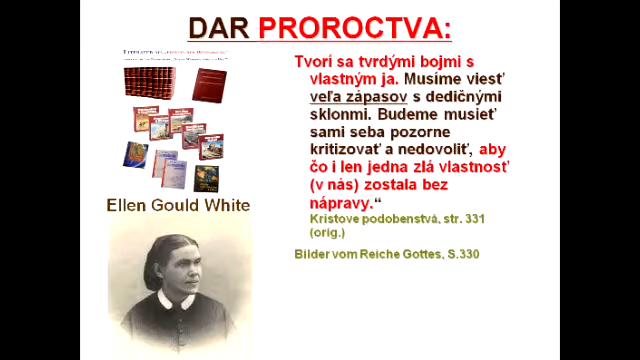 DAR PROROCTVA:
Tvorí sa tvrdými bojmi s
vlastným ja. Musíme viesť
veľa zápasov s dedičnými
sklonmi. Budeme musieť
sami seba pozorne
kritizovať a nedovoliť, aby
čo i len jedna zlá vlastnosť
(v nás) zostala bez
nápravy.“
Kristove podobenstvá, str. 331
(orig.)
Bilder vom Reiche Gottes, S.330
Ellen Gould White